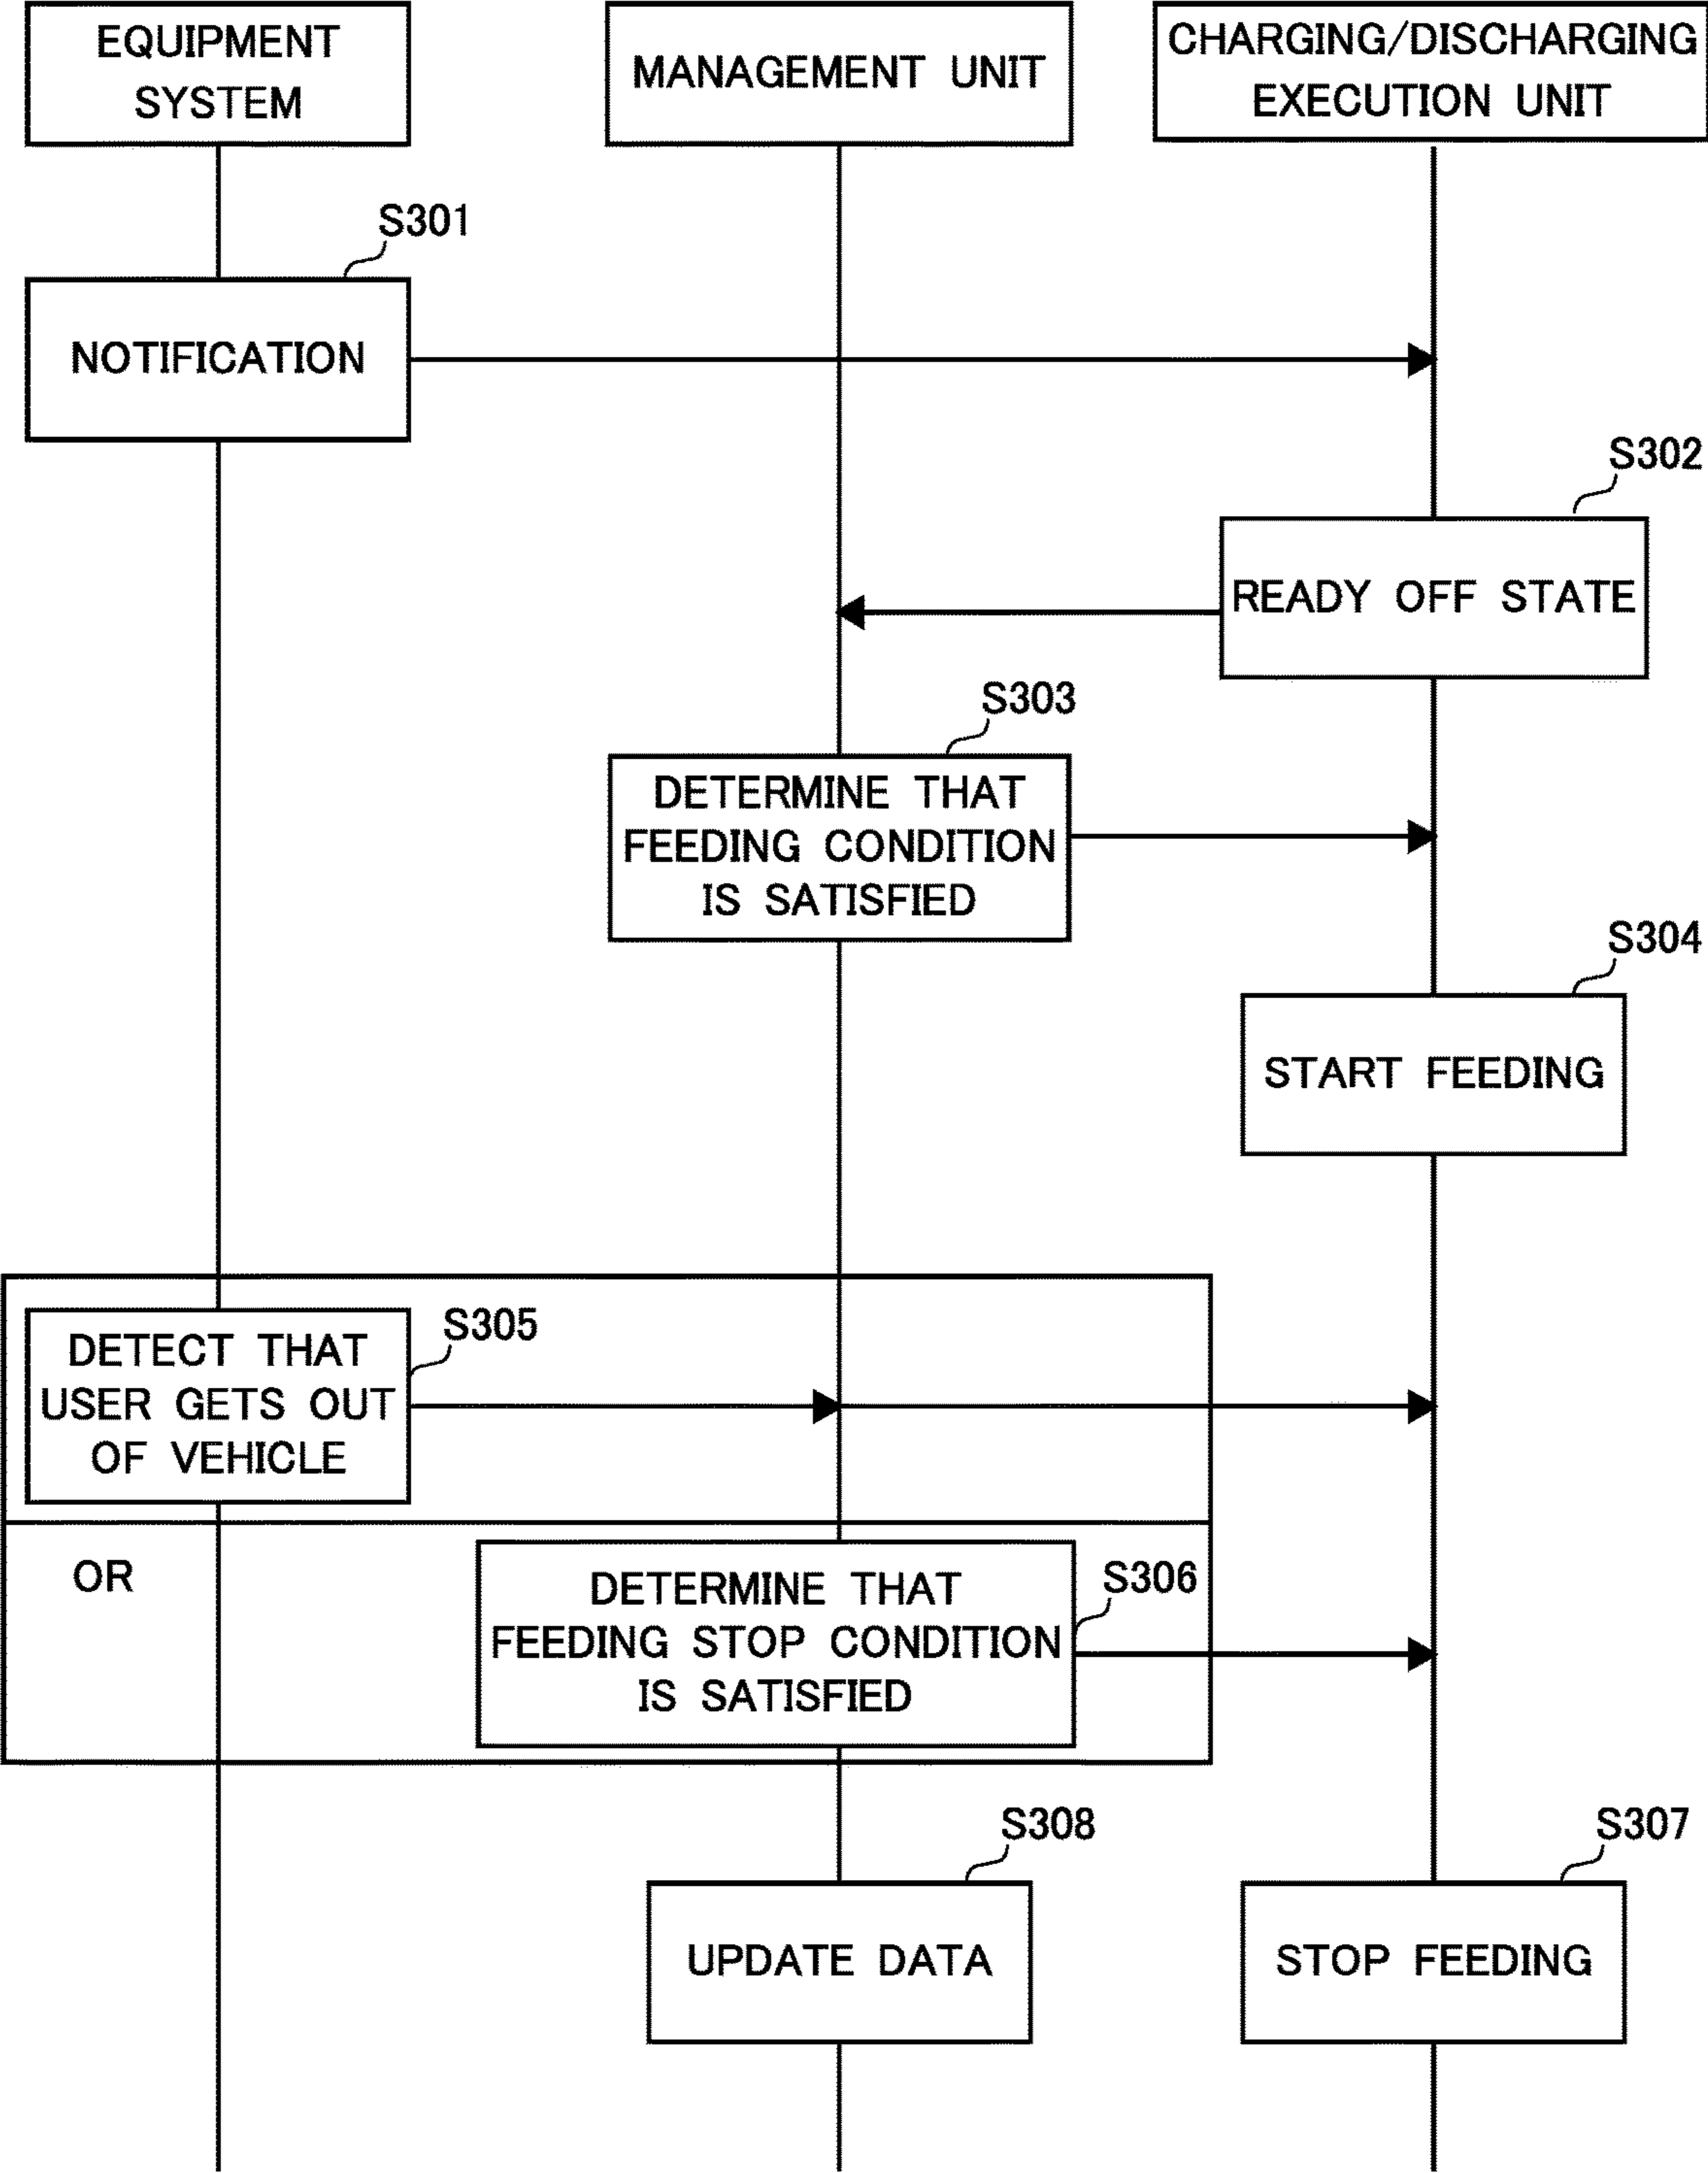 EQUIPMENT
SYSTEM
MANAGEMENT UNIT
CHARGING/DISCHARGING
EXECUTION UNIT
S301
NOTIFICATION
S302
READY OFF STATE
S303
DETERMINE THAT
FEEDING CONDITION
IS SATISFIED
S304
START FEEDING
S305
DETECT THAT
USER GETS OUT
OF VEHICLE
OR
S306
DETERMINE THAT
FEEDING STOP CONDITION
IS SATISFIED
S308
UPDATE DATA
S307
STOP FEEDING